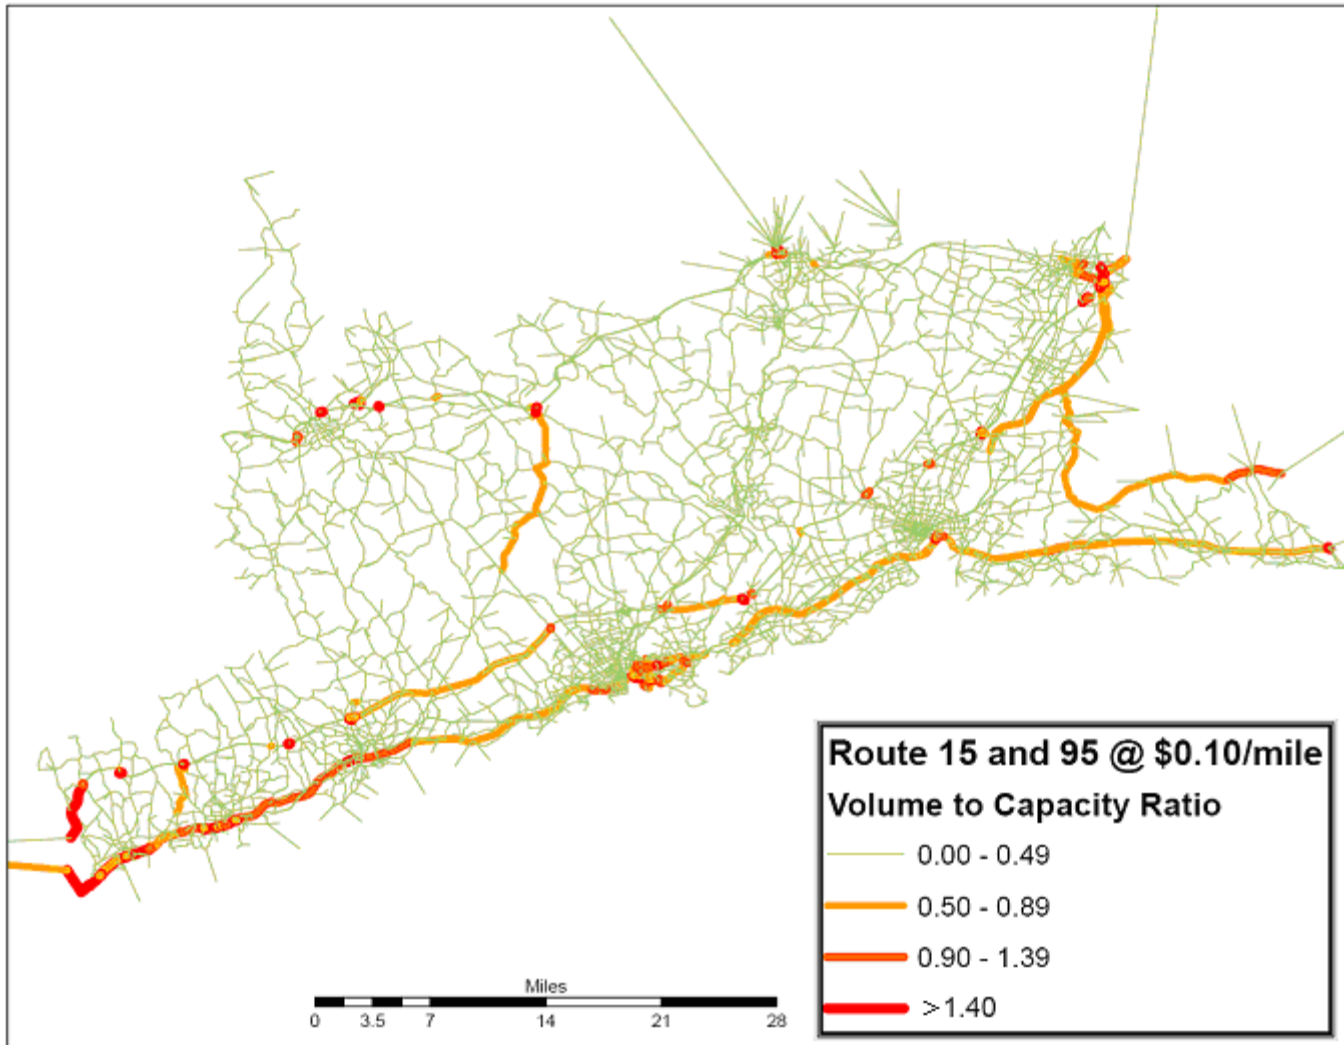 Route 15 and 95 @ $0.10/mile
Volume to Capacity Ratio
0.00 - 0.49
0.50 - 0.89
0.90 - 1.39
>1.40
Miles
0 3.5 7 14 21 28